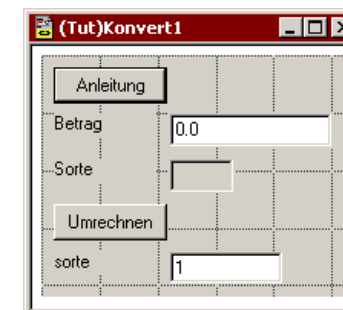 (Tut)Konvert1
Anleitung
Betrag 0.0
Sorte
Umrechnen
sorte 1